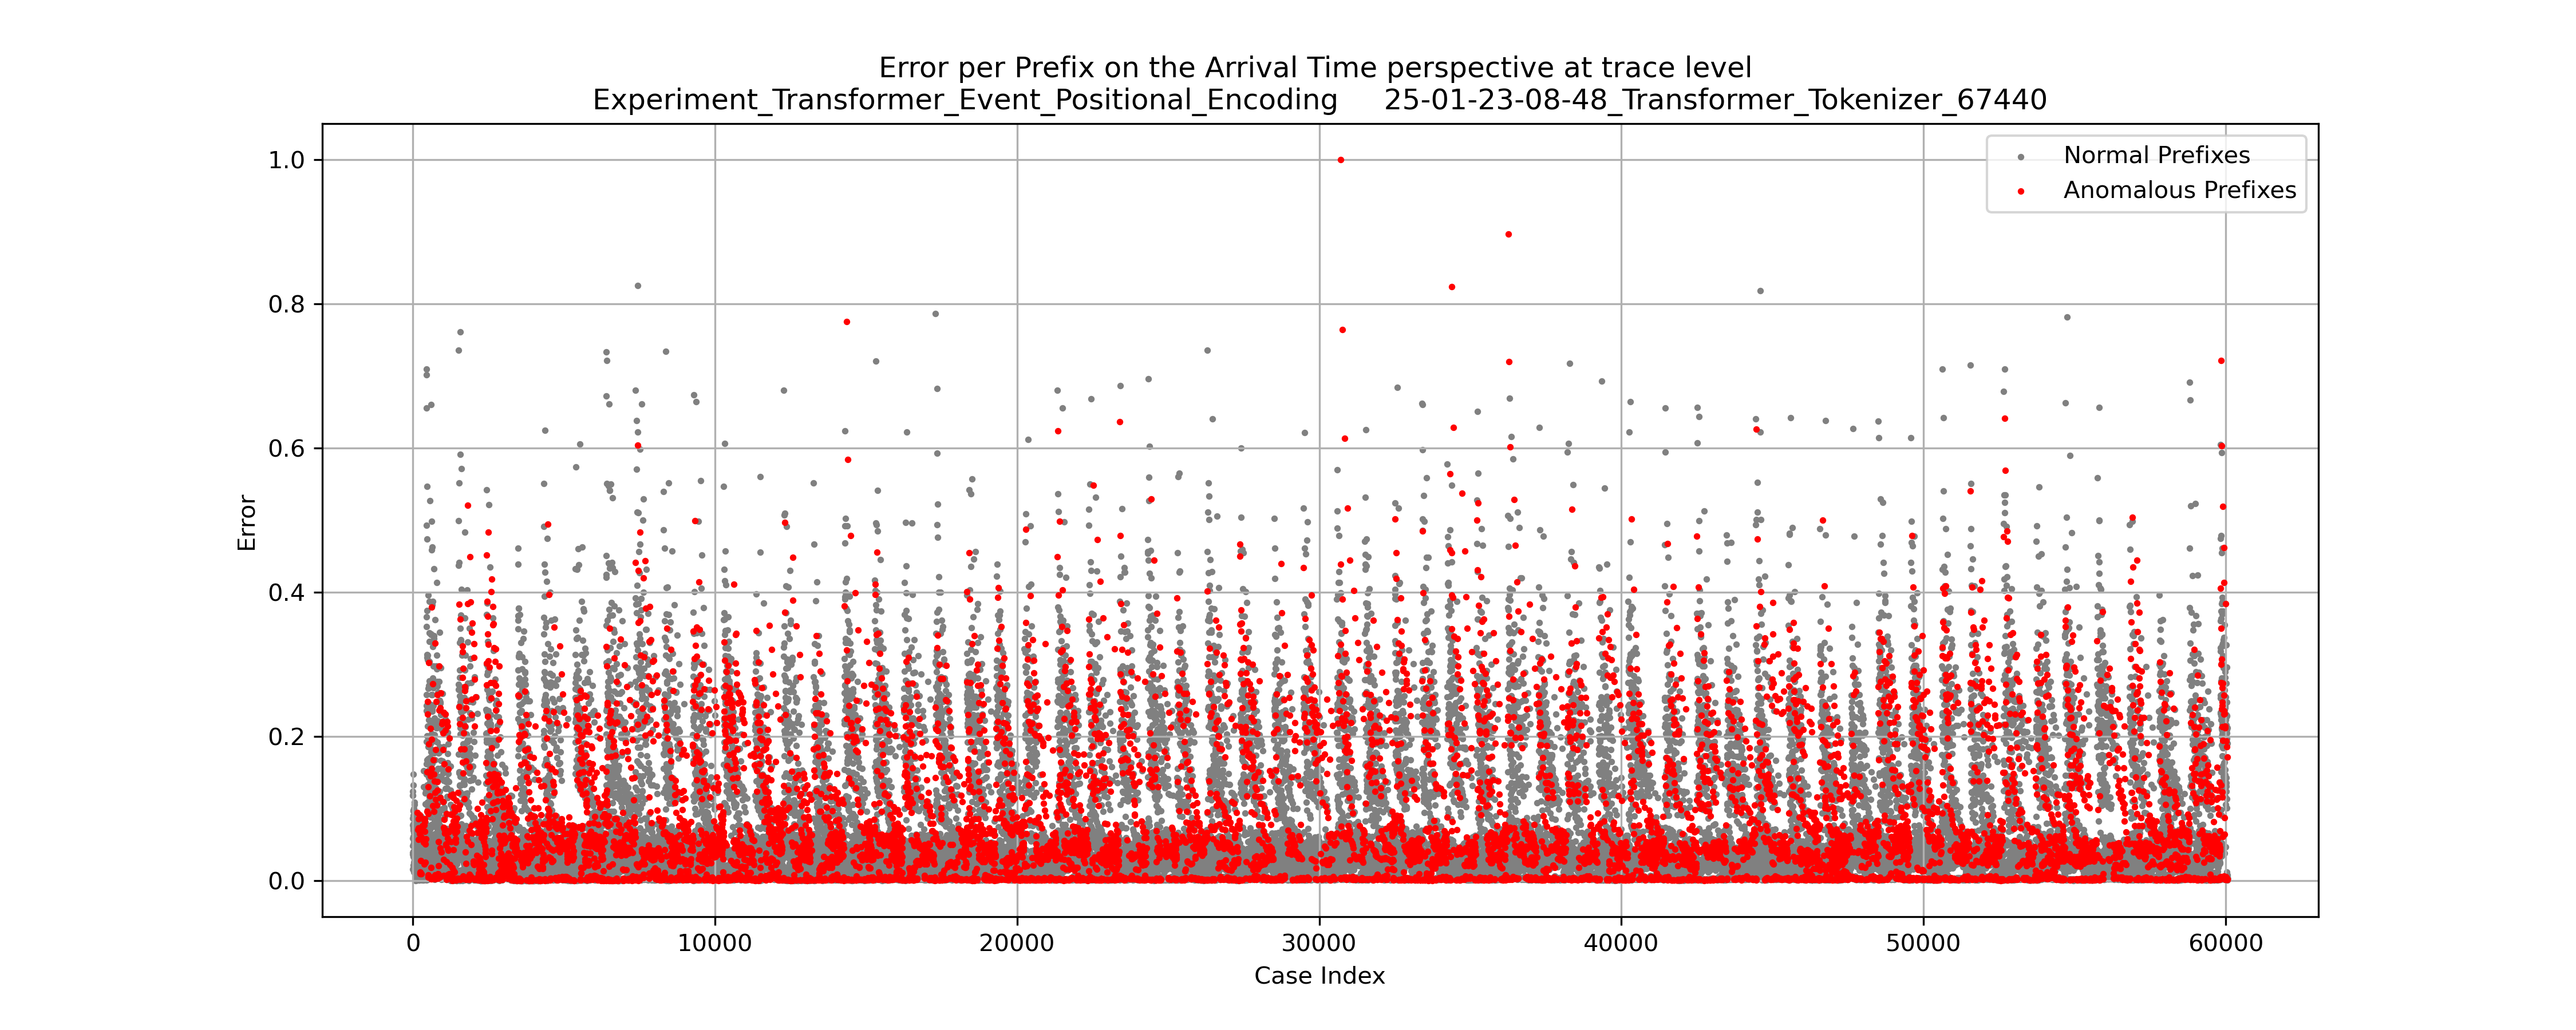 Error per Prefix on the Arrival Time perspective at trace level
Experiment_Transformer_Event_Positional_Encoding 25-01-23-08-48_Transformer_Tokenizer_67440
Normal Prefixes
Anomalous Prefixes
1.0
0.8
0.6
0.4
0.2
0.0
Error
0 10000 20000 30000 40000 50000 60000
Case Index